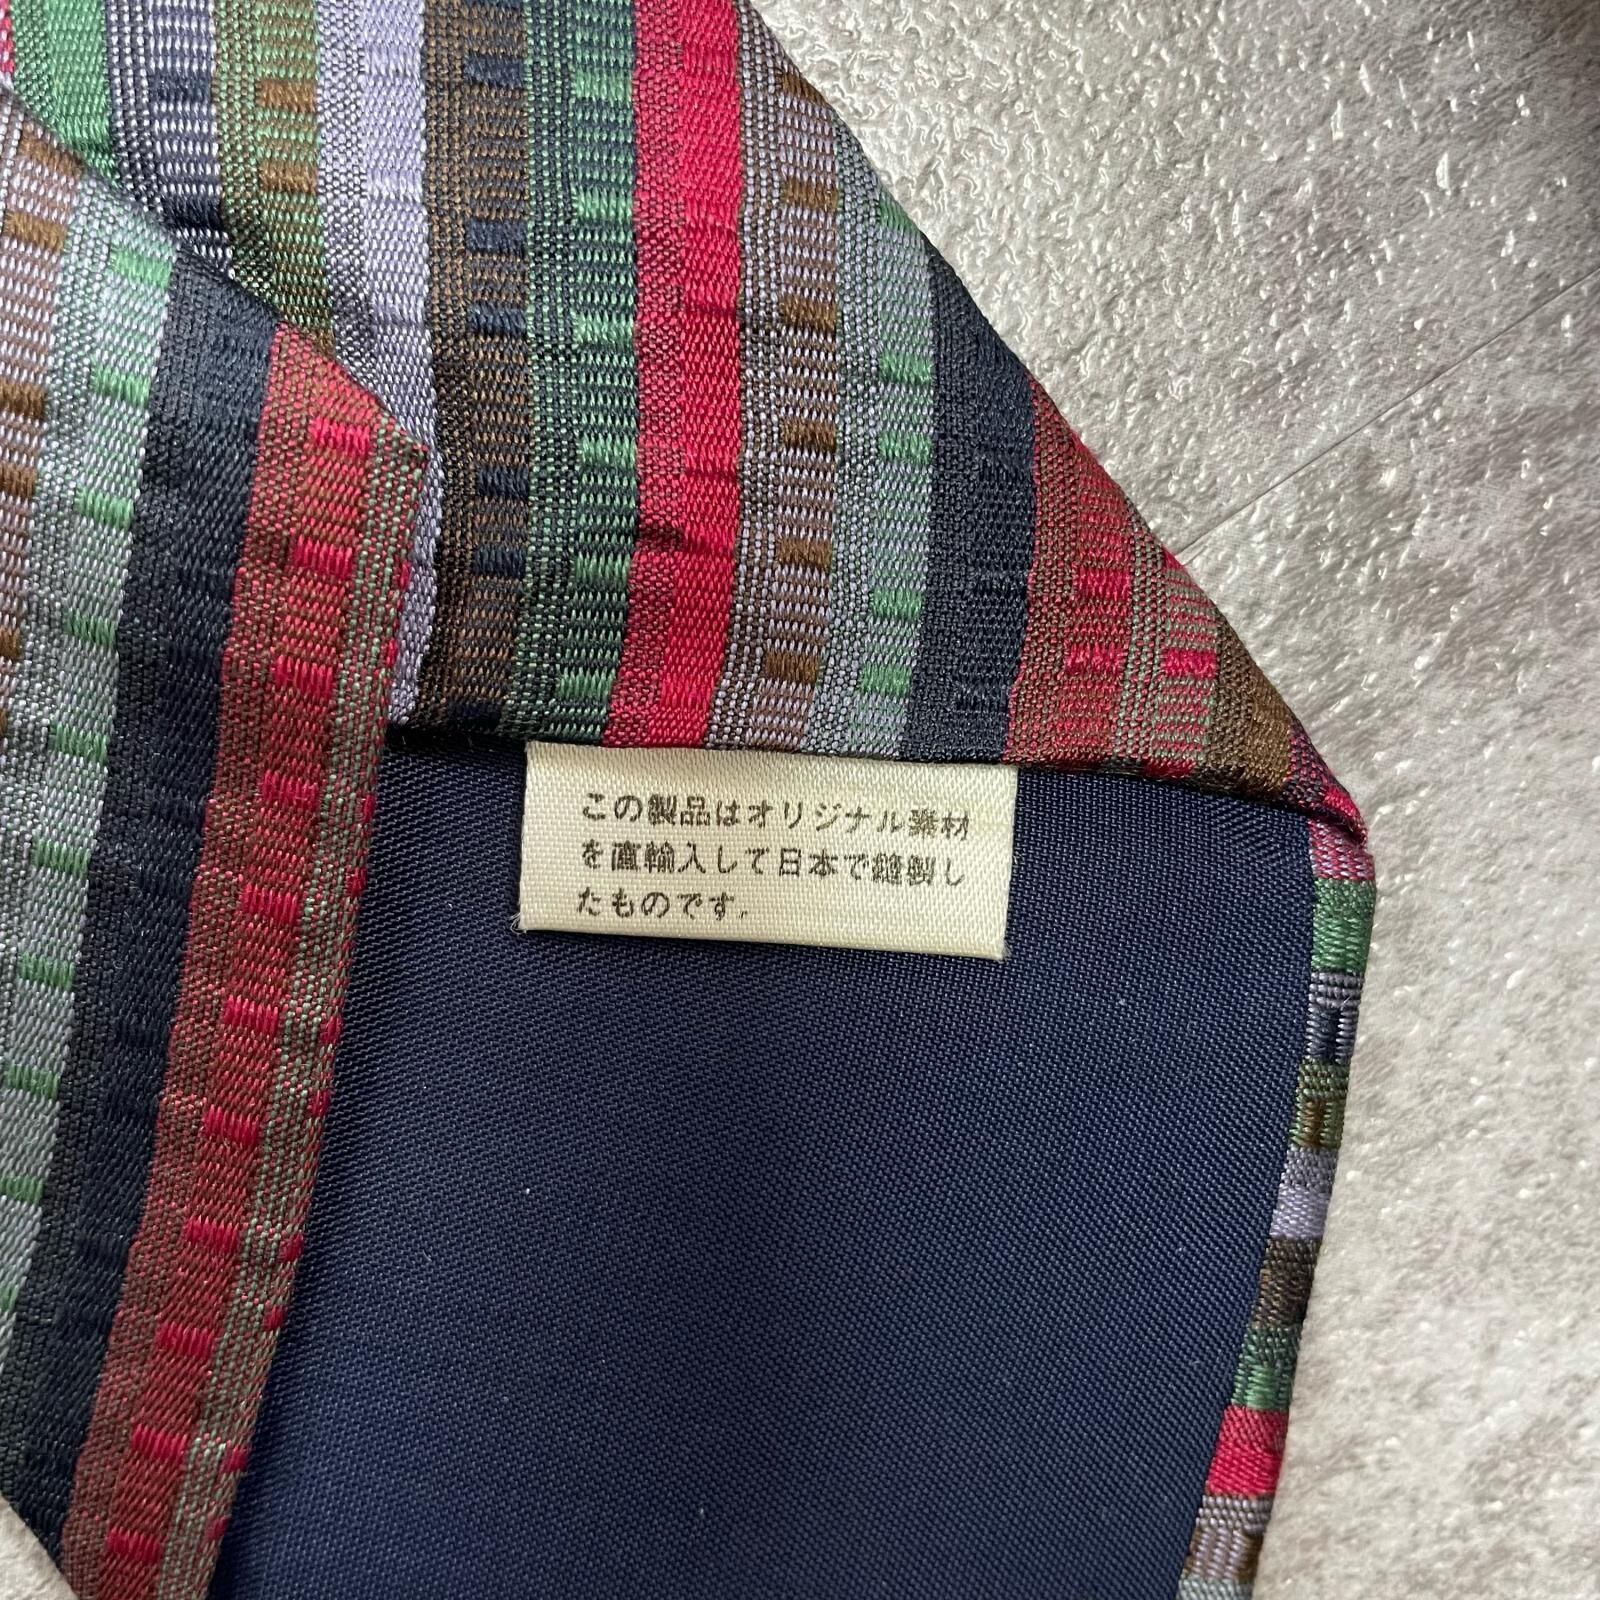 この製品はオリジナル素材
を直輸入して日本で縫製し
たものです.